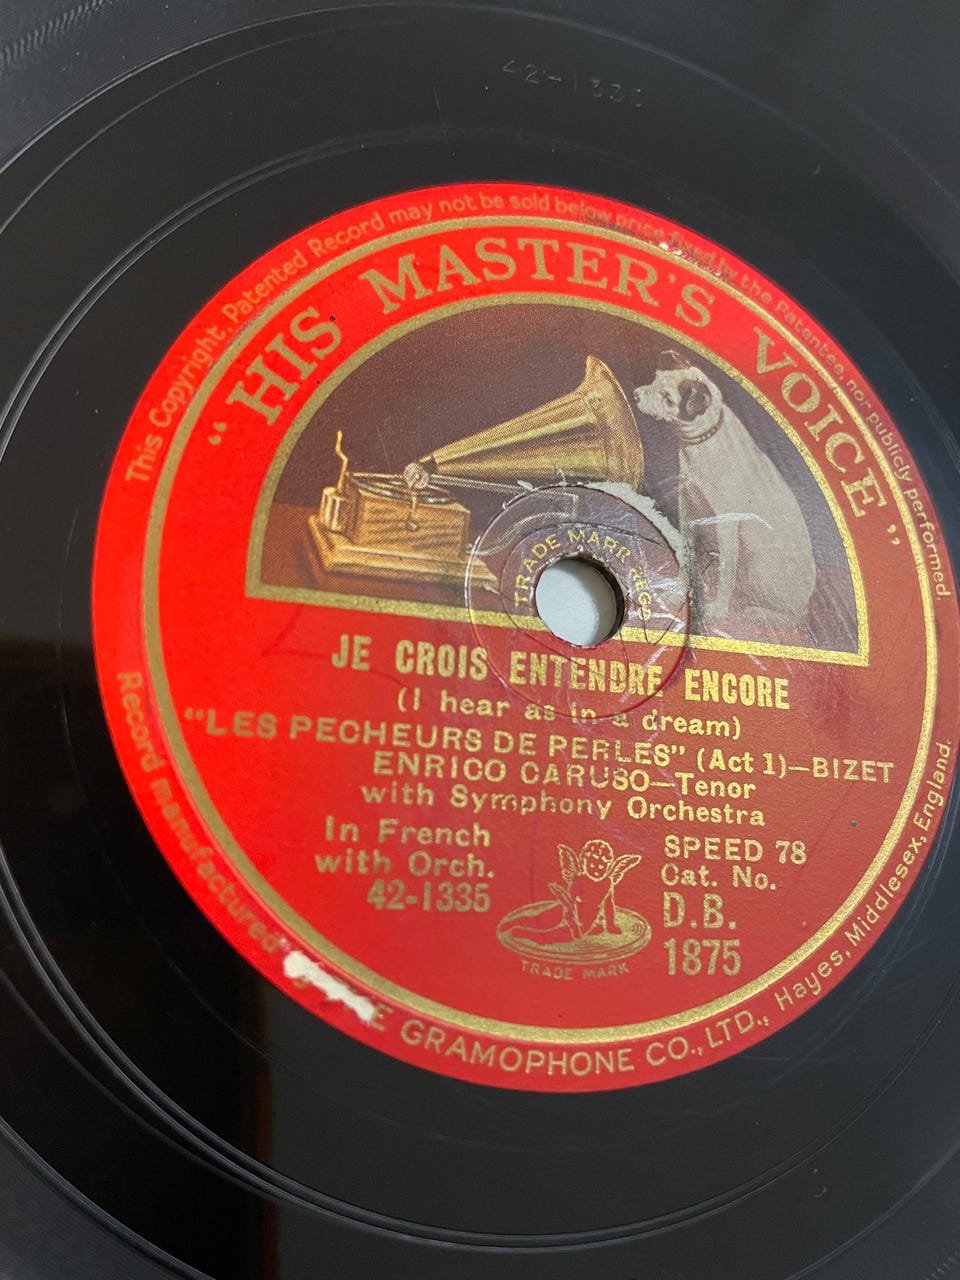 42-1335
This Copyright, Patented Record may not be sold below price fixed by the Patentee, nor publicly performed.
"HIS MASTER'S VOICE"
TRADE MARK REGD
JE CROIS ENTENDRE ENCORE
(I hear as in a dream)
"LES PECHEURS DE PERLES" (Act 1)—BIZET
ENRICO CARUSO—Tenor
with Symphony Orchestra
In French
with Orch.
42-1335
SPEED 78
Cat. No.
D.B.
1875
TRADE MARK
Record manufactured GRAMOPHONE CO., LTD., Hayes, Middlesex, England.